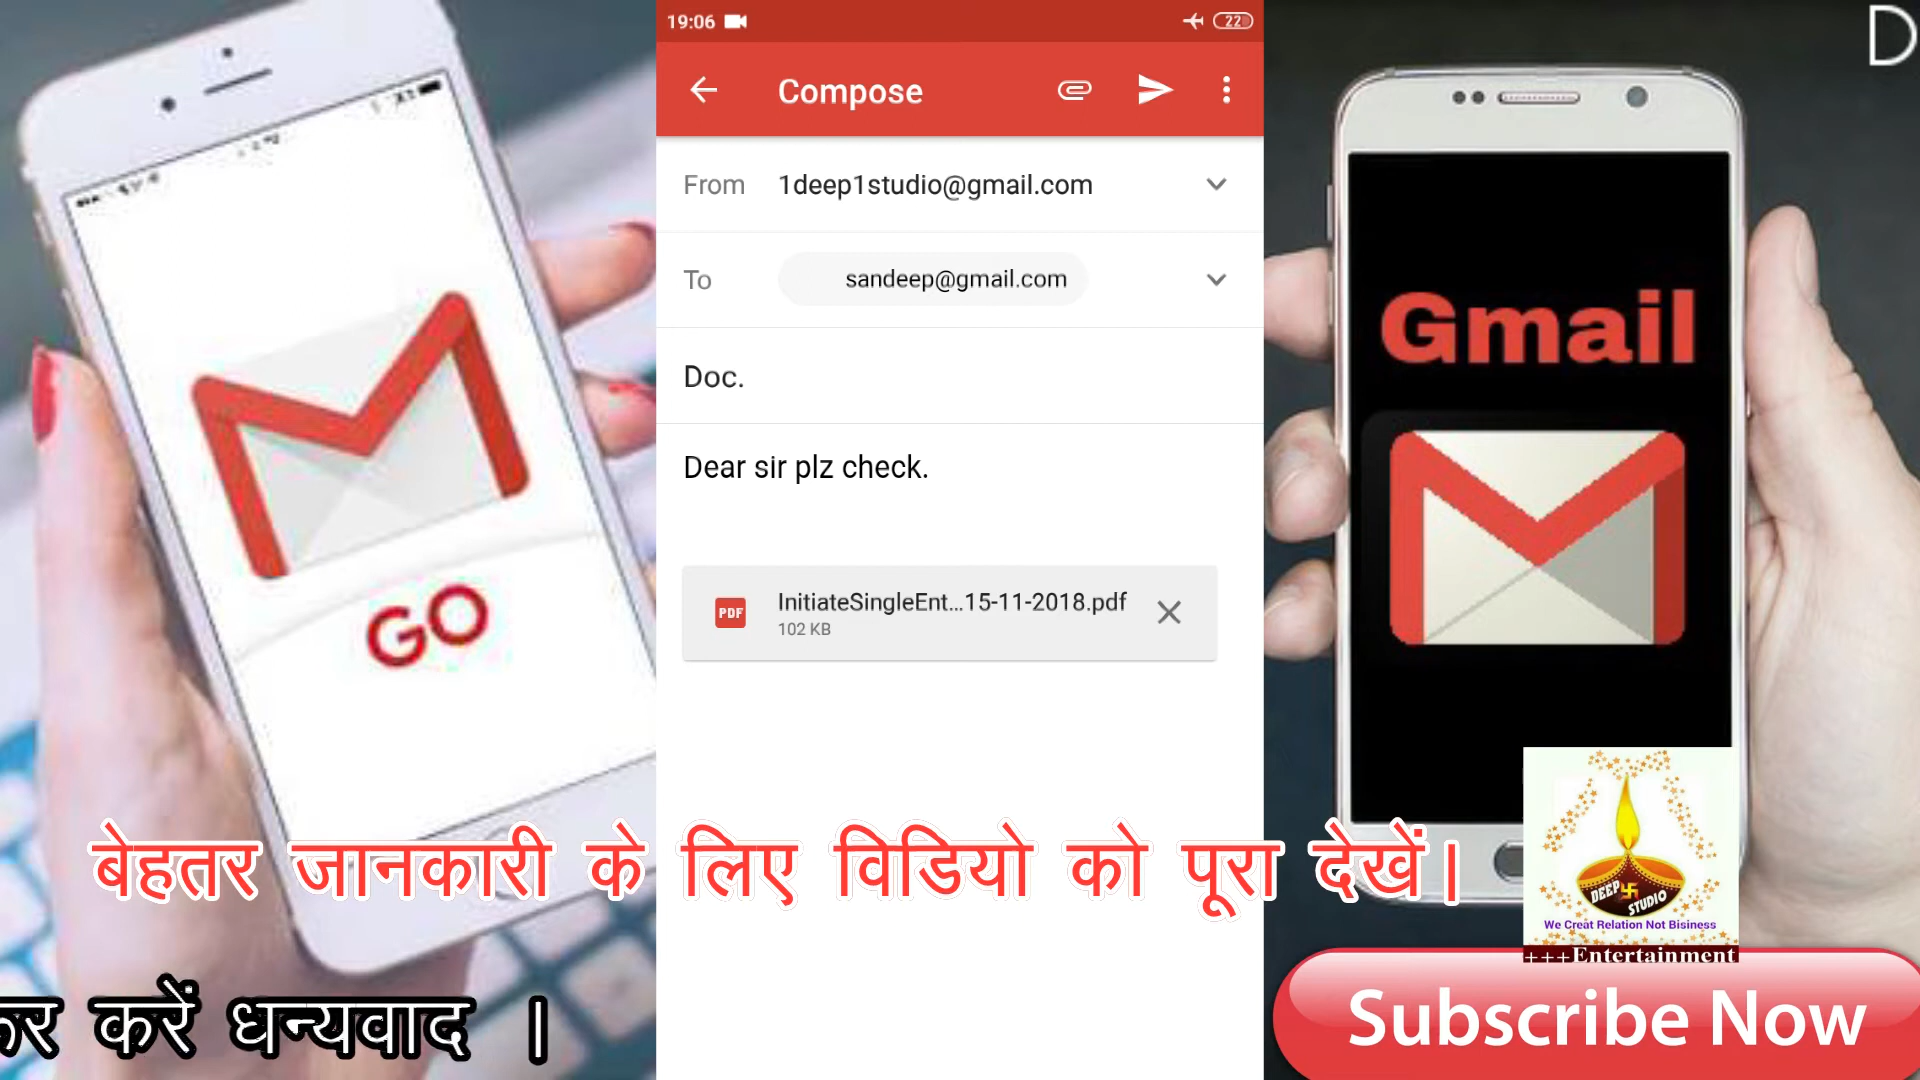 19:06
22
Compose
From 1deep1studio@gmail.com
To sandeep@gmail.com
Doc.
Dear sir plz check.
PDF InitiateSingleEnt...15-11-2018.pdf
102 KB
GO
D
Gmail
बेहतर जानकारी के लिए विडियो को पूरा देखें।
DEEP 卐
STUDIO
We Creat Relation Not Bisiness
++++Entertainment
करें धन्यवाद ।
Subscribe Now